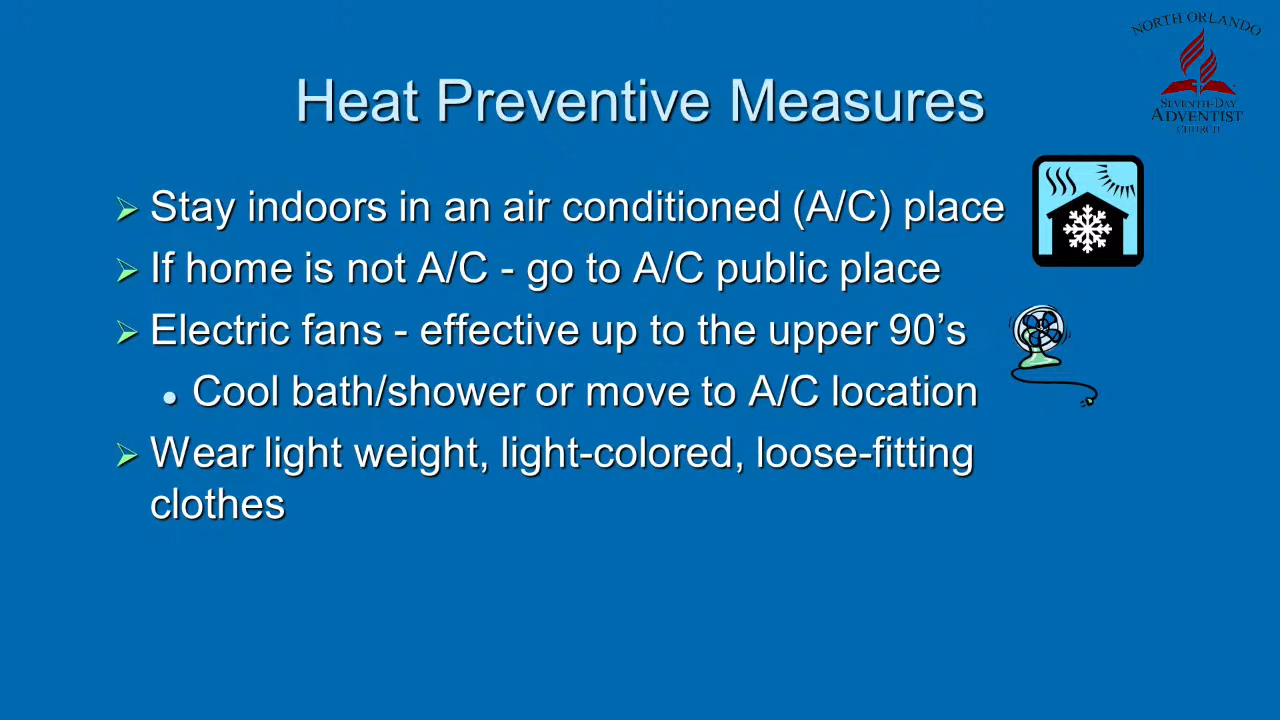 NORTH ORLANDO
SEVENTH-DAY
ADVENTIST
CHURCH
Heat Preventive Measures
Stay indoors in an air conditioned (A/C) place
If home is not A/C - go to A/C public place
Electric fans - effective up to the upper 90’s
Cool bath/shower or move to A/C location
Wear light weight, light-colored, loose-fitting
clothes